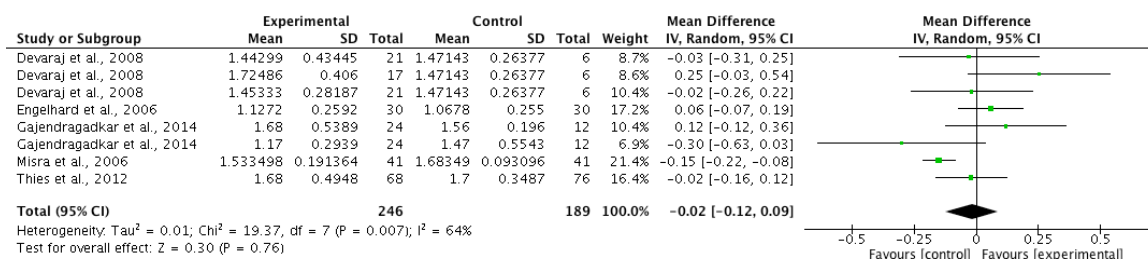 Experimental Control Mean Difference Mean Difference
Study or Subgroup Mean SD Total Mean SD Total Weight IV, Random, 95% CI IV, Random, 95% CI
Devaraj et al., 2008 1.44299 0.43445 21 1.47143 0.26377 6 8.7% -0.03 [-0.31, 0.25]
Devaraj et al., 2008 1.72486 0.406 17 1.47143 0.26377 6 8.6% 0.25 [-0.03, 0.54]
Devaraj et al., 2008 1.45333 0.28187 21 1.47143 0.26377 6 10.4% -0.02 [-0.26, 0.22]
Engelhard et al., 2006 1.1272 0.2592 30 1.0678 0.255 30 17.2% 0.06 [-0.07, 0.19]
Gajendragadkar et al., 2014 1.68 0.5389 24 1.56 0.196 12 10.4% 0.12 [-0.12, 0.36]
Gajendragadkar et al., 2014 1.17 0.2939 24 1.47 0.5543 12 6.9% -0.30 [-0.63, 0.03]
Misra et al., 2006 1.533498 0.191364 41 1.68349 0.093096 41 21.4% -0.15 [-0.22, -0.08]
Thies et al., 2012 1.68 0.4948 68 1.7 0.3487 76 16.4% -0.02 [-0.16, 0.12]
Total (95% CI) 246 189 100.0% -0.02 [-0.12, 0.09]
Heterogeneity: Tau² = 0.01; Chi² = 19.37, df = 7 (P = 0.007); I² = 64%
Test for overall effect: Z = 0.30 (P = 0.76)
-0.5 -0.25 0 0.25 0.5
Favours [control] Favours [experimental]